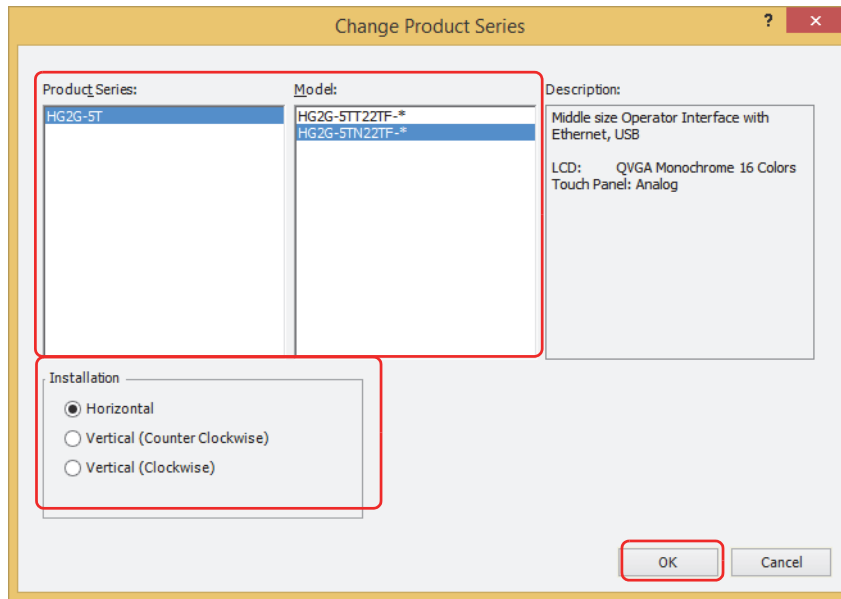 Change Product Series
?
Product Series:
HG2G-5T
Model:
HG2G-5TT22TF-*
HG2G-5TN22TF-*
Description:
Middle size Operator Interface with
Ethernet, USB
LCD: QVGA Monochrome 16 Colors
Touch Panel: Analog
Installation
Horizontal
Vertical (Counter Clockwise)
Vertical (Clockwise)
OK
Cancel